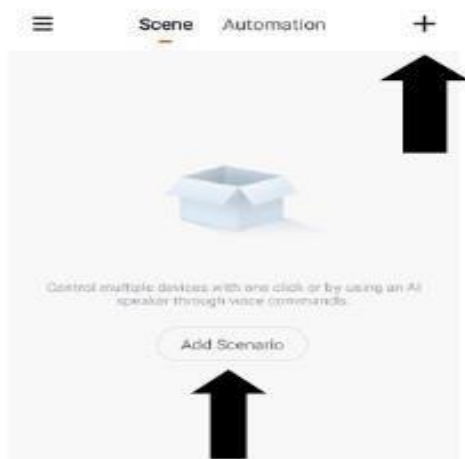 Scene Automation
Control multiple devices with one click or by using an AI
speaker through voice commands.
Add Scenario